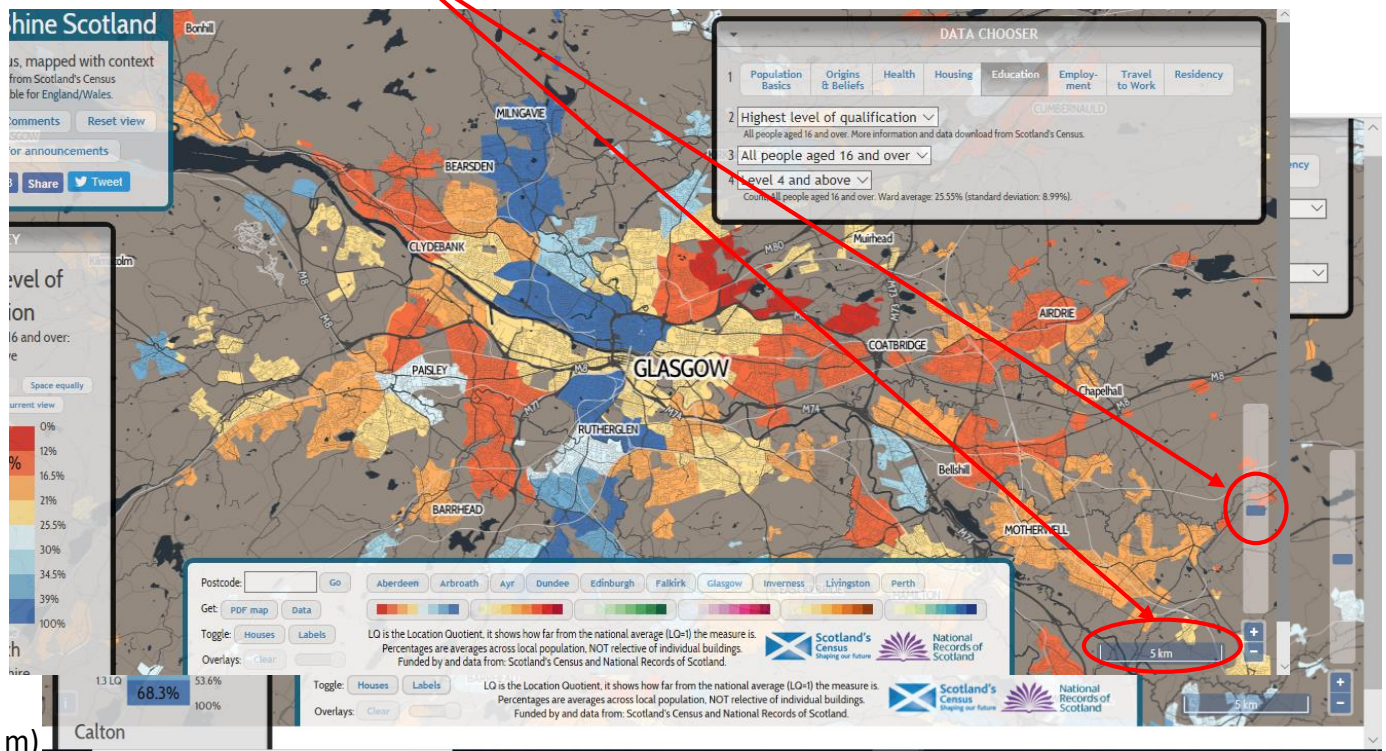 hine Scotland
us, mapped with context
from Scotland's Census
ble for England/Wales.
Comments Reset view
for announcements
Share Tweet
evel of
ion
16 and over:
Space equally
urrent view
0%
12%
16.5%
21%
25.5%
30%
34.5%
39%
100%
13 LQ
68.3%
53.6%
100%
Calton
m)
Bonhill
MILNGAVIE
BEARSDEN
CLYDEBANK
Muirhead
M80
M8
M8
M73
AIRDRIE
COATBRIDGE
PAISLEY
M8
GLASGOW
Chapelhall
M8
M77
M74
M74
RUTHERGLEN
Bellshill
BARRHEAD
MOTHERWELL
M74
HAMILTON
CUMBERNAULD
DATA CHOOSER
1 Population Basics Origins & Beliefs Health Housing Education Employ-ment Travel to Work Residency
2 Highest level of qualification
All people aged 16 and over. More information and data download from Scotland's Census.
3 All people aged 16 and over
4 Level 4 and above
Count: All people aged 16 and over. Ward average: 25.55% (standard deviation: 8.99%).
Postcode: Go Aberdeen Arbroath Ayr Dundee Edinburgh Falkirk Glasgow Inverness Livingston Perth
Get: PDF map Data
Toggle: Houses Labels
Overlays: Clear
LQ is the Location Quotient, it shows how far from the national average (LQ=1) the measure is.
Percentages are averages across local population, NOT relective of individual buildings.
Funded by and data from: Scotland's Census and National Records of Scotland.
Scotland's Census
Shaping our future
National Records of Scotland
5 km
+
-
Toggle: Houses Labels
Overlays: Clear
LQ is the Location Quotient, it shows how far from the national average (LQ=1) the measure is.
Percentages are averages across local population, NOT relective of individual buildings.
Funded by and data from: Scotland's Census and National Records of Scotland.
Scotland's Census
Shaping our future
National Records of Scotland
5 km
+
-